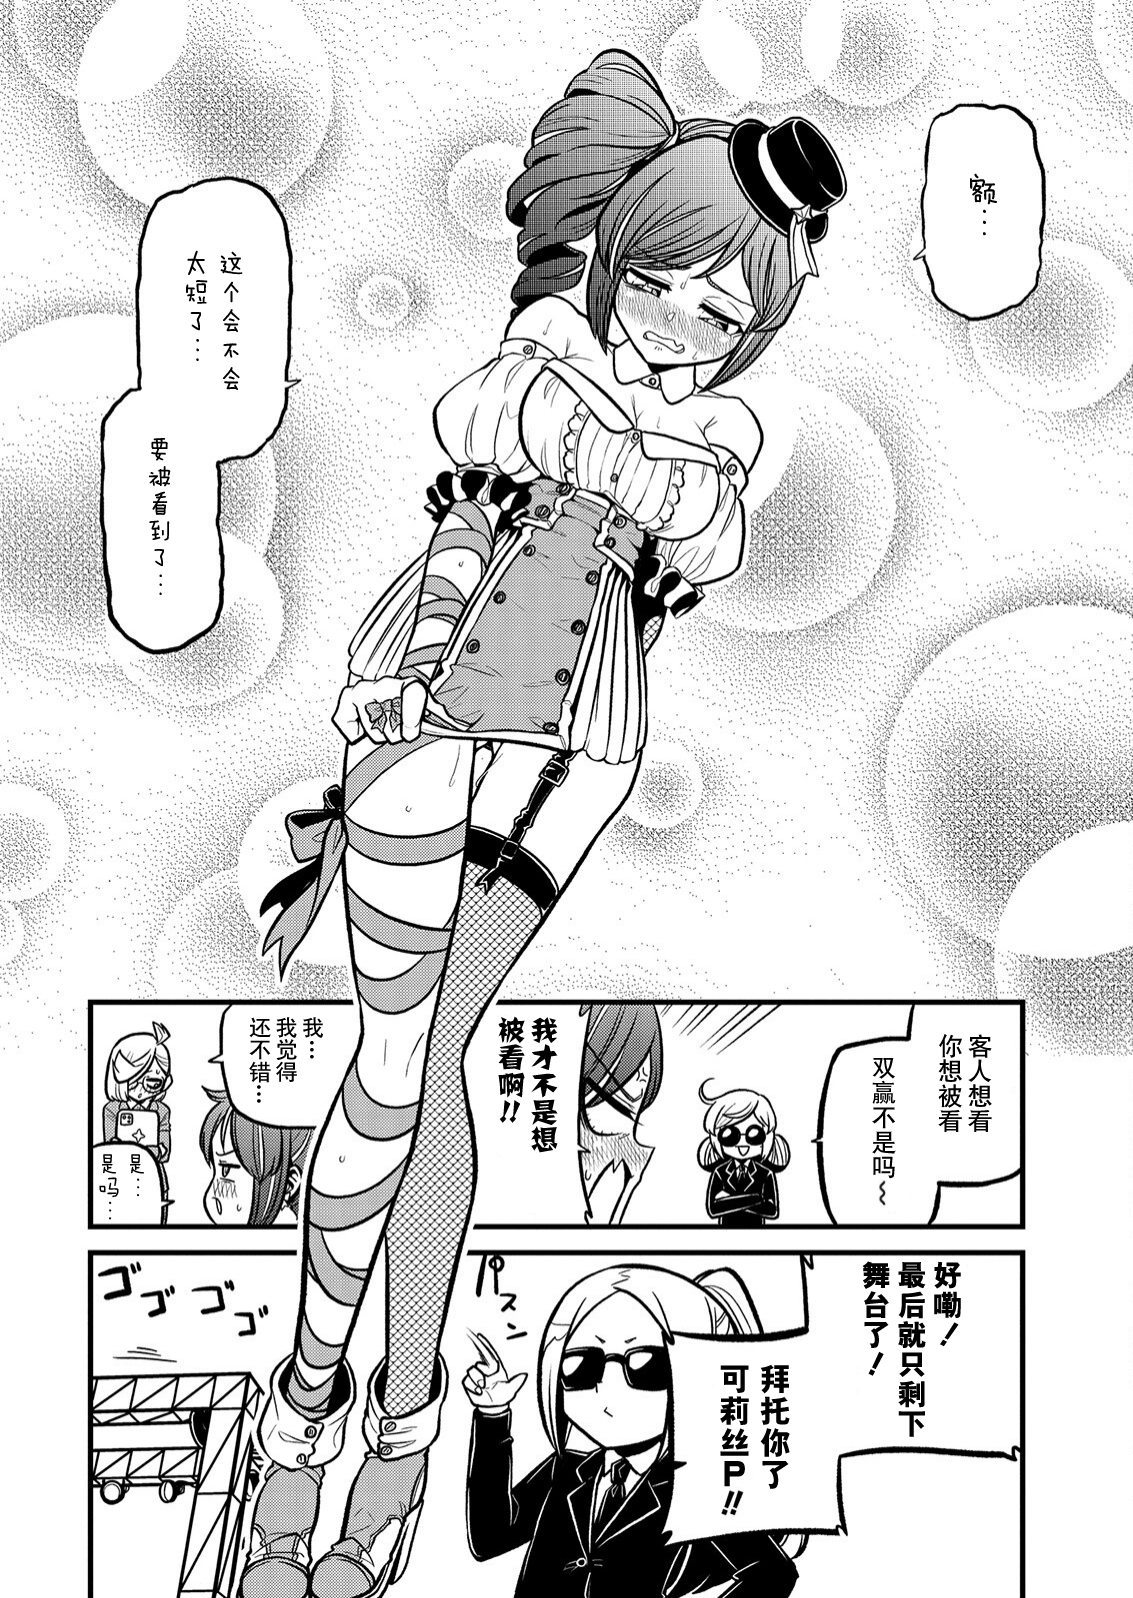 额…
这个会不会
太短了…
要被看到了…
客人想看
你想被看
双赢不是吗~
我才不是想
被看啊!!
我…
我觉得
还不错…
是…
是吗…
好嘞！
最后就只剩下
舞台了！
拜托你了
可莉丝P!!
パスン
ゴゴゴゴ